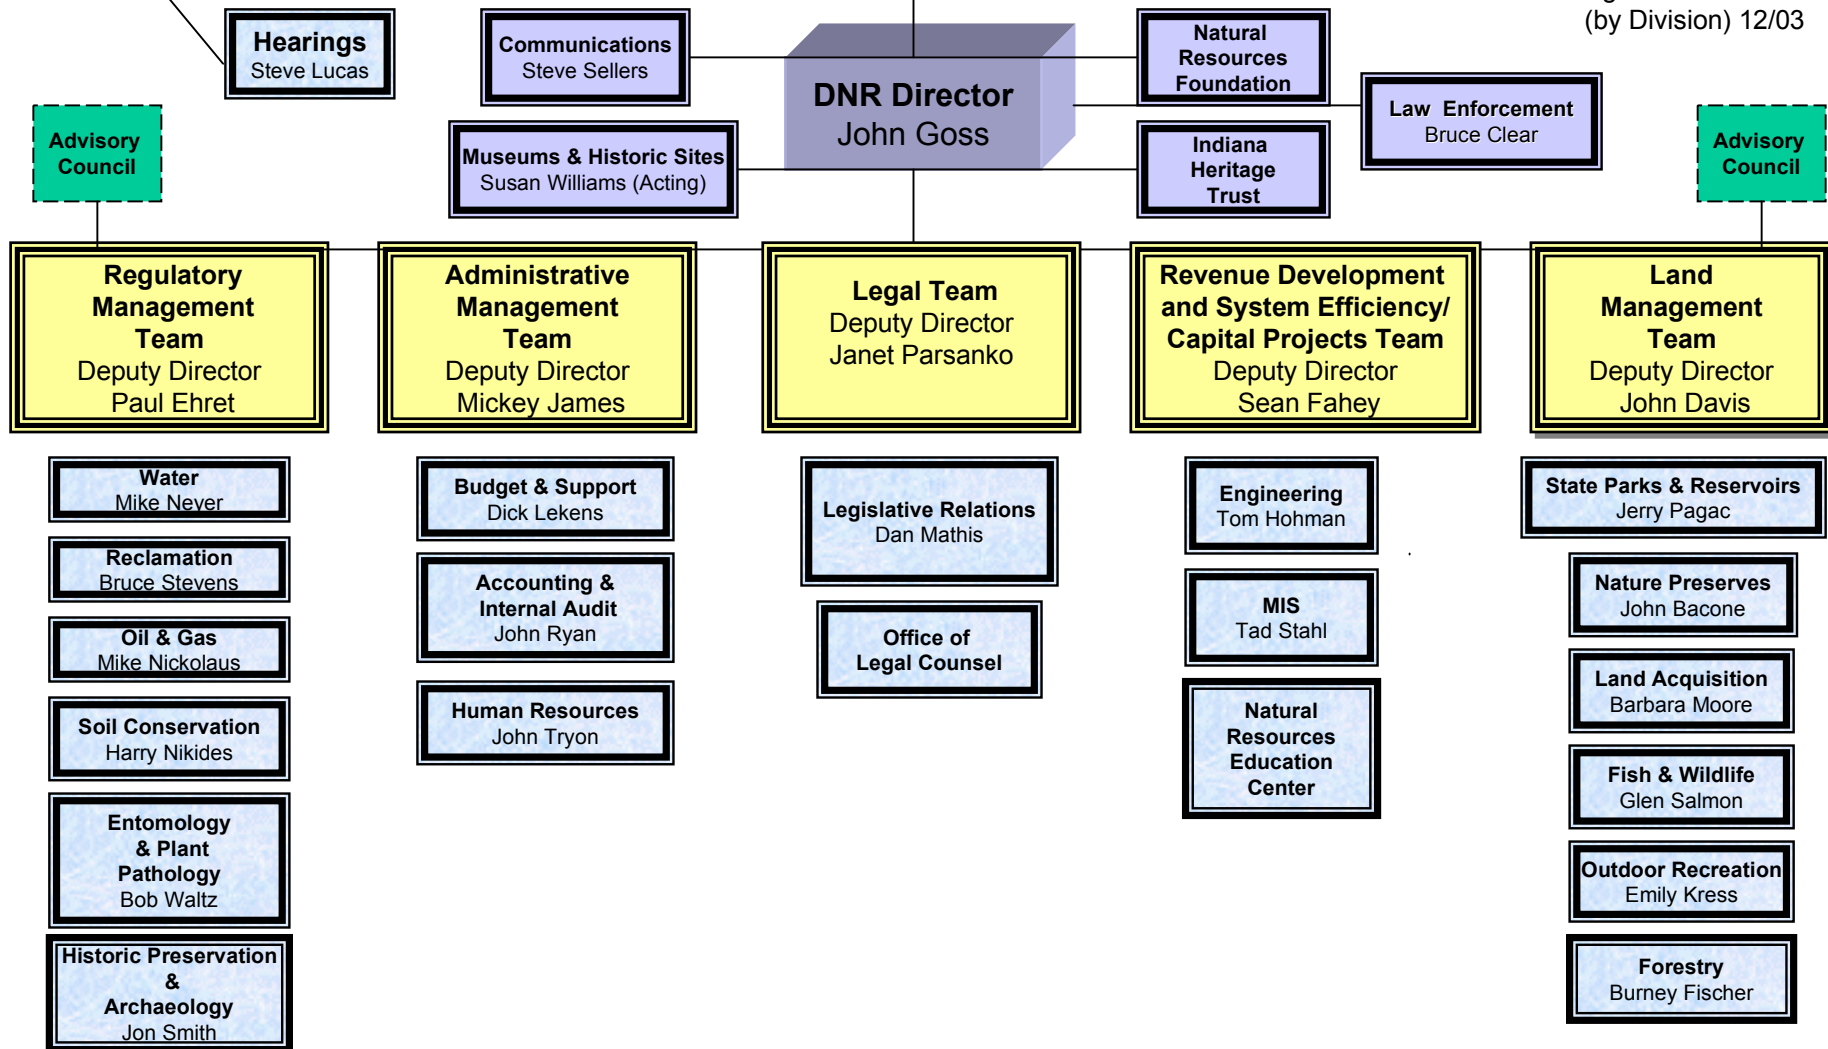 (by Division) 12/03
Hearings
Steve Lucas
Communications
Steve Sellers
DNR Director
John Goss
Natural
Resources
Foundation
Law Enforcement
Bruce Clear
Advisory
Council
Museums & Historic Sites
Susan Williams (Acting)
Indiana
Heritage
Trust
Advisory
Council
Regulatory
Management
Team
Deputy Director
Paul Ehret
Administrative
Management
Team
Deputy Director
Mickey James
Legal Team
Deputy Director
Janet Parsanko
Revenue Development
and System Efficiency/
Capital Projects Team
Deputy Director
Sean Fahey
Land
Management
Team
Deputy Director
John Davis
Water
Mike Neyer
Reclamation
Bruce Stevens
Oil & Gas
Mike Nickolaus
Soil Conservation
Harry Nikides
Entomology
& Plant
Pathology
Bob Waltz
Historic Preservation
&
Archaeology
Jon Smith
Budget & Support
Dick Lekens
Accounting &
Internal Audit
John Ryan
Human Resources
John Tryon
Legislative Relations
Dan Mathis
Office of
Legal Counsel
Engineering
Tom Hohman
MIS
Tad Stahl
Natural
Resources
Education
Center
State Parks & Reservoirs
Jerry Pagac
Nature Preserves
John Bacone
Land Acquisition
Barbara Moore
Fish & Wildlife
Glen Salmon
Outdoor Recreation
Emily Kress
Forestry
Burney Fischer